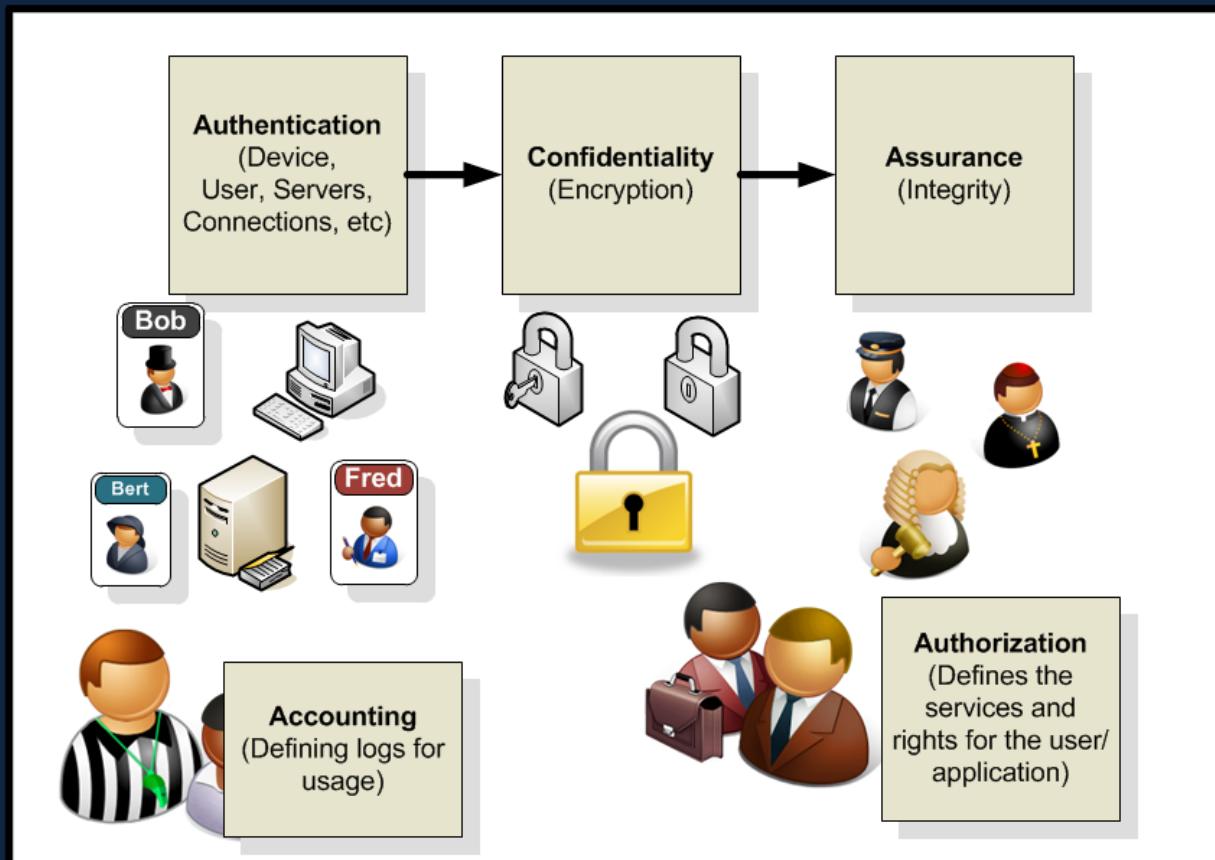 Authentication
(Device,
User, Servers,
Connections, etc)
Confidentiality
(Encryption)
Assurance
(Integrity)
Bob
Bert
Fred
Accounting
(Defining logs for
usage)
Authorization
(Defines the
services and
rights for the user/
application)